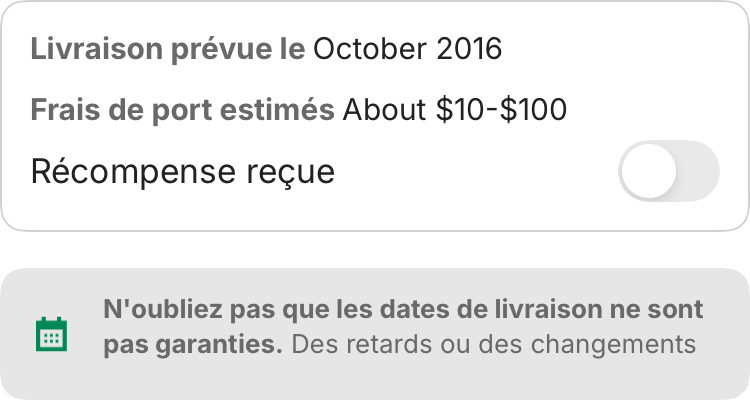 Livraison prévue le October 2016
Frais de port estimés About $10-$100
Récompense reçue
N'oubliez pas que les dates de livraison ne sont
pas garanties. Des retards ou des changements